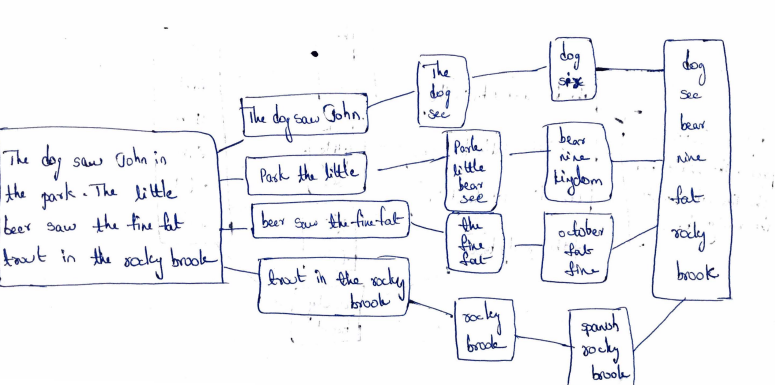 The dog saw John in
the park. The little
beer saw the fine fat
trout in the rocky brook
The dog saw John.
Park the little
beer saw the-fine-fat
trout in the rocky
brook
The
dog
sec
Park
little
bear
see
the
fine
fat
rocky
brook
dog
six
bear
nine
kingdom
october
fat
fine
spanish
rocky
brook
dog
sec
bear
nine
fat
rocky
brook